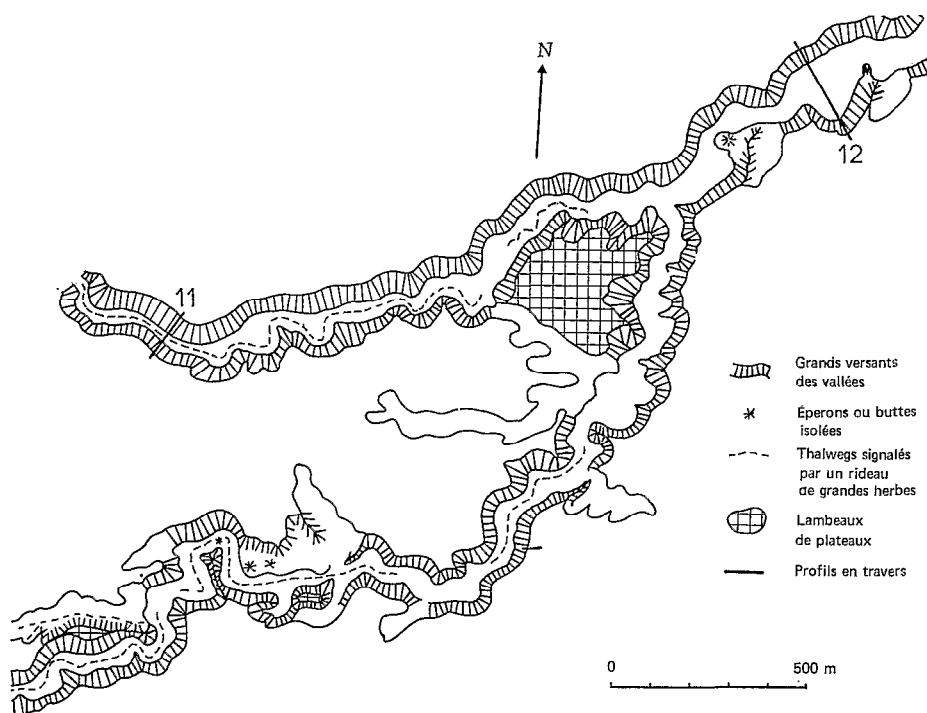 N
12
11
Grands versants
des vallées
Éperons ou buttes
isolées
Thalwegs signalés
par un rideau
de grandes herbes
Lambeaux
de plateaux
Profils en travers
0
500 m